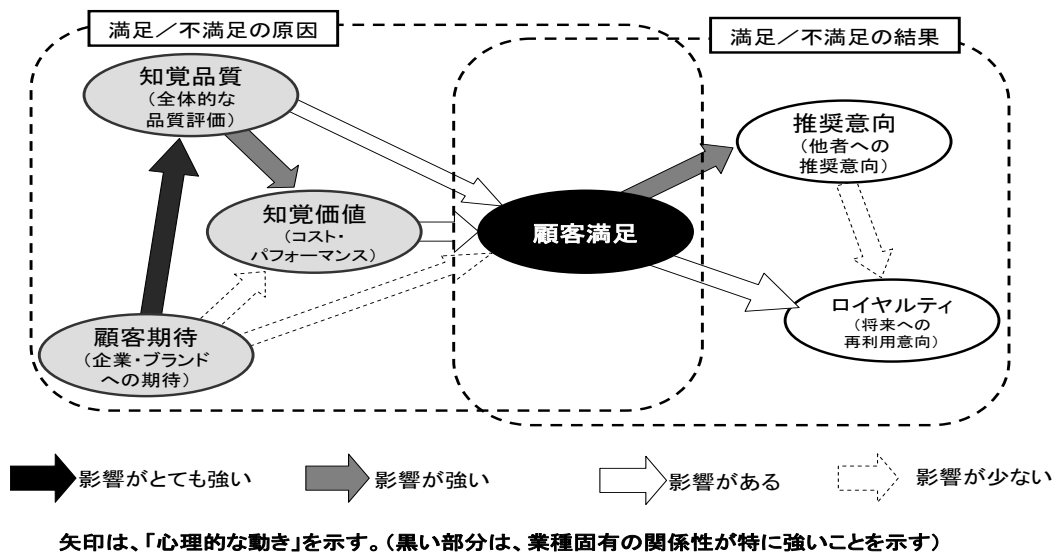 満足／不満足の原因
満足／不満足の結果
知覚品質
（全体的な
品質評価）
推奨意向
（他者への
推奨意向）
知覚価値
（コスト・
パフォーマンス）
顧客満足
顧客期待
（企業・ブランド
への期待）
ロイヤルティ
（将来への
再利用意向）
影響がとても強い
影響が強い
影響がある
影響が少ない
矢印は、「心理的な動き」を示す。（黒い部分は、業種固有の関係性が特に強いことを示す）